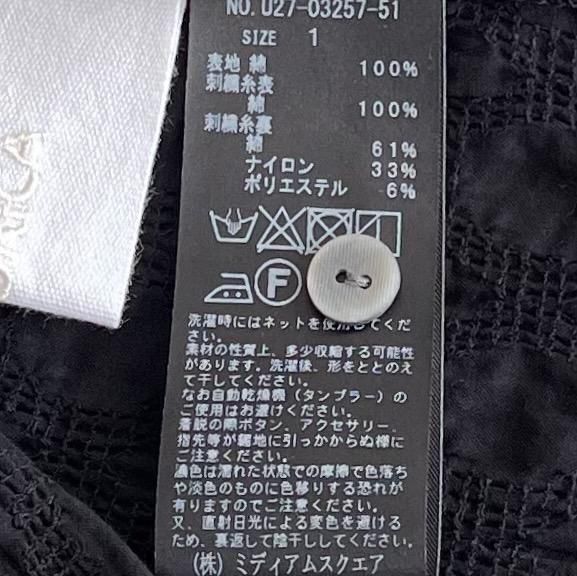 NO.U27-03257-51
SIZE 1
表地 綿 100%
刺繍糸表
綿 100%
刺繍糸裏
綿 61%
ナイロン 33%
ポリエステル 6%
F
洗濯時にはネットを使用してくだ
さい。
素材の性質上、多少収縮する可能性
があります。洗濯後、形をととのえ
て干してください。
なお自動乾燥機（タンブラー）の
ご使用はお避けください。
着脱の際ボタン、アクセサリー、
指先等が編地に引っかからぬ様に
ご注意ください。
濃色は濡れた状態での摩擦で色落ち
や淡色のものに色移りする恐れが
有りますのでご注意ください。
又、直射日光による変色を避ける
ため、裏返して陰干ししてください。
(株) ミディアムスクエア